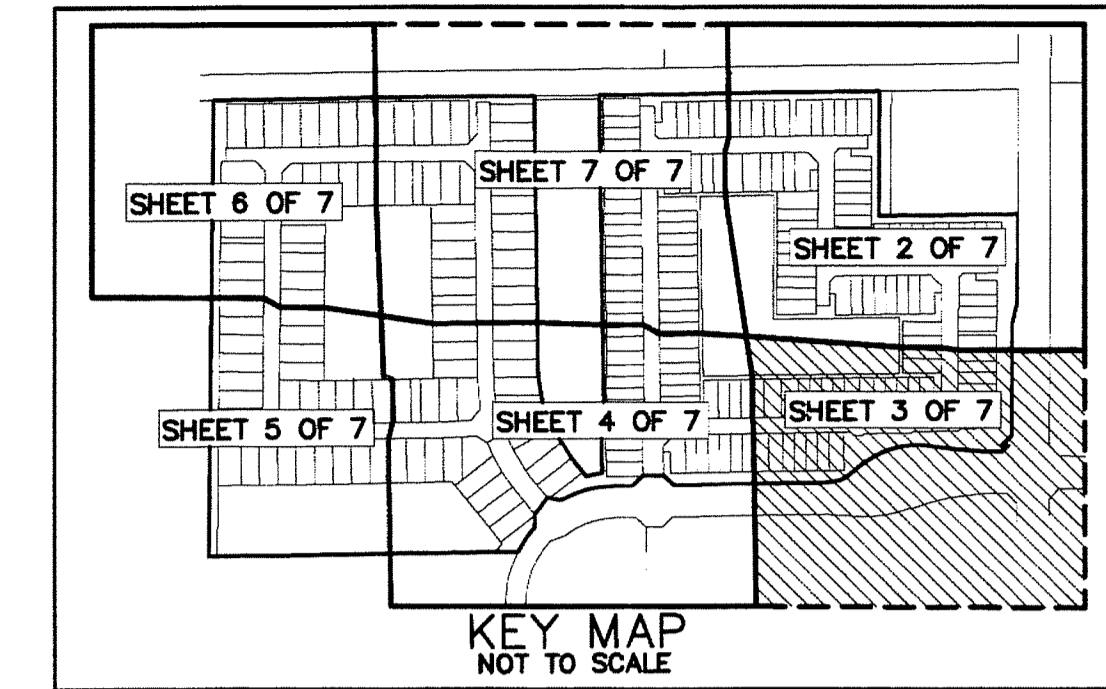 SHEET 7 OF 7
SHEET 6 OF 7
SHEET 2 OF 7
SHEET 3 OF 7
SHEET 4 OF 7
SHEET 5 OF 7
KEY MAP
NOT TO SCALE